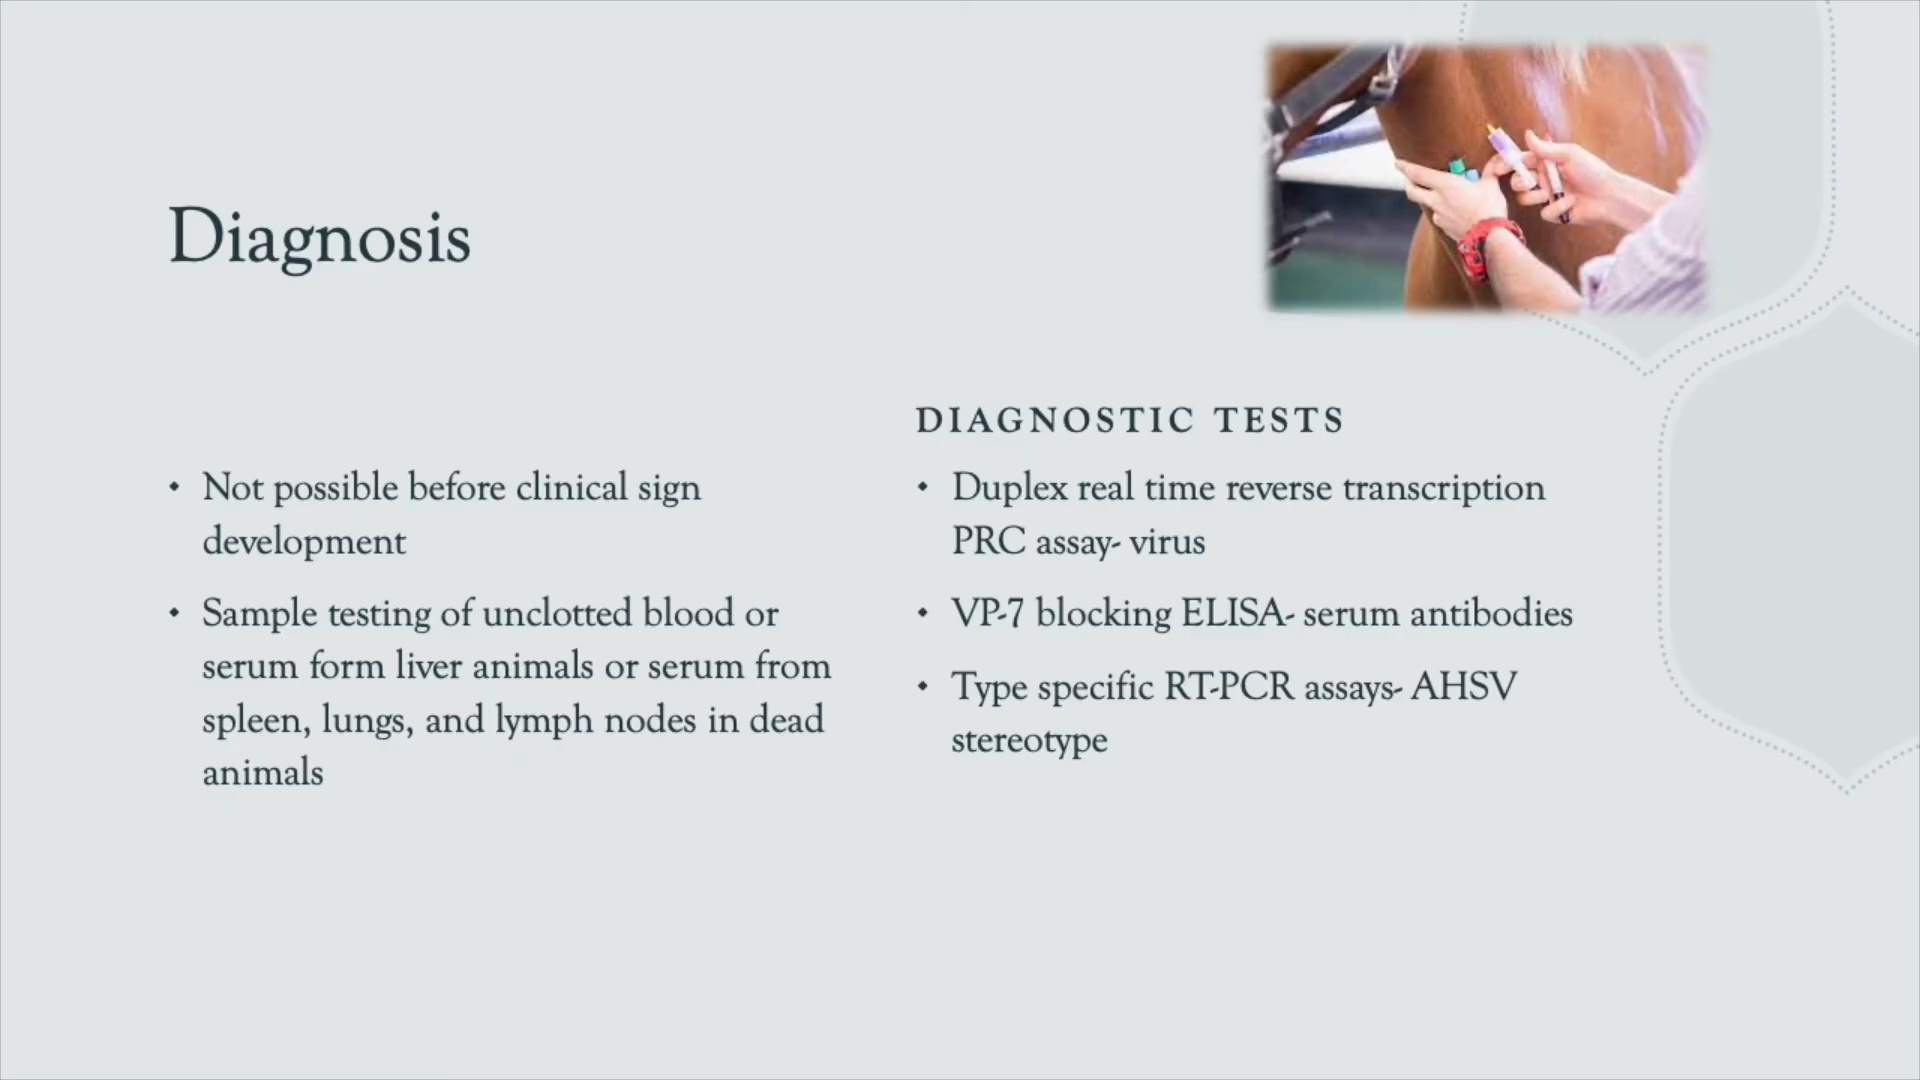 Diagnosis
• Not possible before clinical sign
development
• Sample testing of unclotted blood or
serum form liver animals or serum from
spleen, lungs, and lymph nodes in dead
animals
DIAGNOSTIC TESTS
• Duplex real time reverse transcription
PRC assay- virus
• VP-7 blocking ELISA- serum antibodies
• Type specific RT-PCR assays- AHSV
stereotype